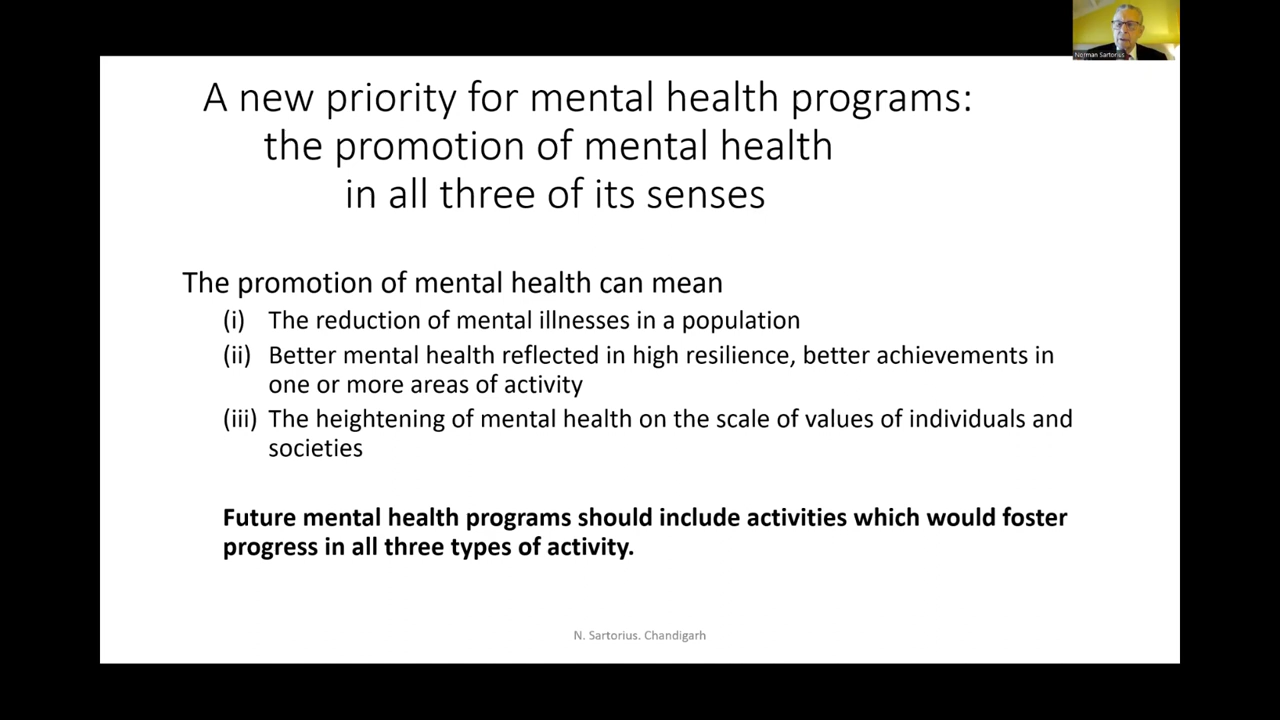 Norman Sartorius
A new priority for mental health programs:
the promotion of mental health
in all three of its senses
The promotion of mental health can mean
(i) The reduction of mental illnesses in a population
(ii) Better mental health reflected in high resilience, better achievements in
one or more areas of activity
(iii) The heightening of mental health on the scale of values of individuals and
societies
Future mental health programs should include activities which would foster
progress in all three types of activity.
N. Sartorius. Chandigarh